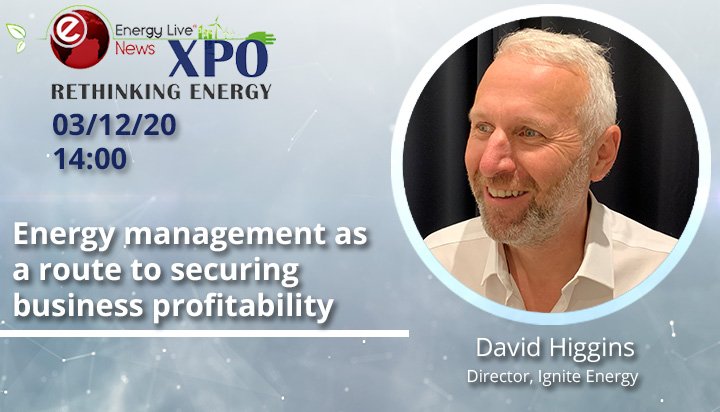 e
Energy Live
News
XPO
RETHINKING ENERGY
03/12/20
14:00
Energy management as
a route to securing
business profitability
David Higgins
Director, Ignite Energy